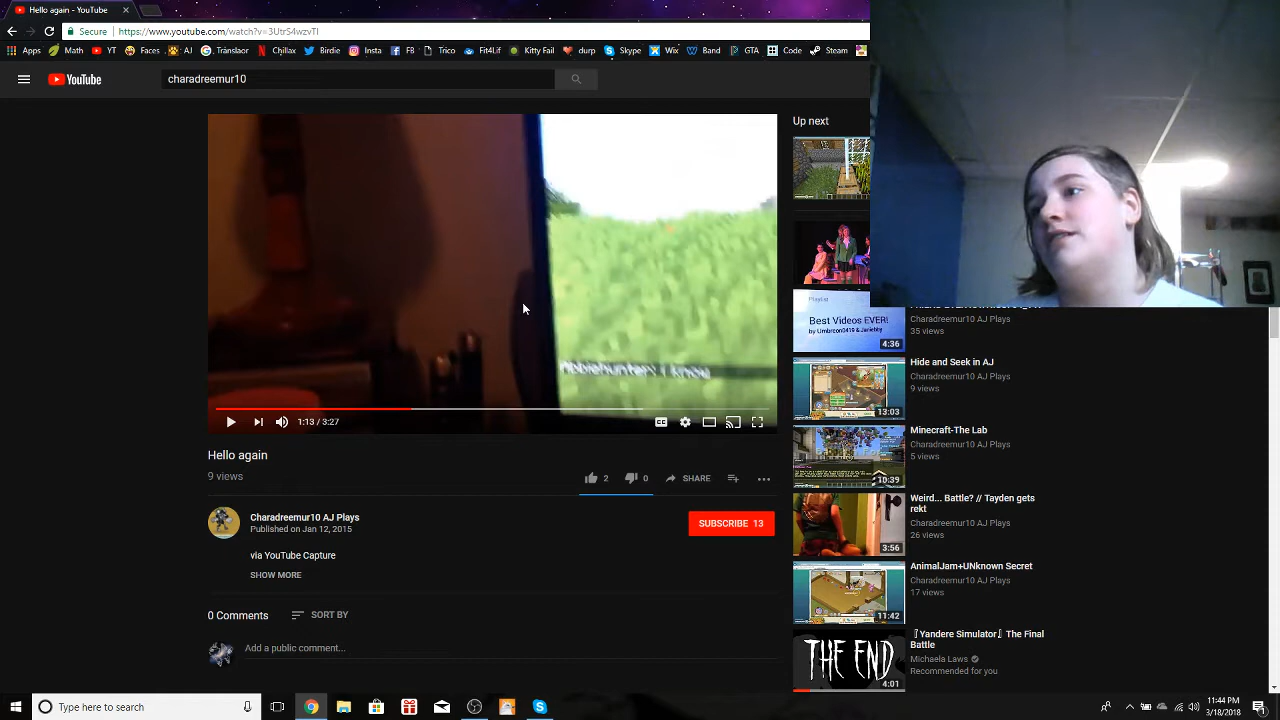 Hello again - YouTube
Secure
https://www.youtube.com/watch?v=3UtrS4wzvTI
Apps
Math
YT
Faces
AJ
Tränslaor
Chillax
Birdie
Insta
FB
Trico
Fit4Lif
Kitty Fail
durp
Skype
Wix
Band
GTA
Code
Steam
YouTube
charadreemur10
Up next
1:13 / 3:27
CC
Hello again
9 views
2
0
SHARE
Charadreemur10 AJ Plays
Published on Jan 12, 2015
SUBSCRIBE 13
via YouTube Capture
SHOW MORE
0 Comments
SORT BY
Add a public comment...
Playlist
Best Videos EVER!
by Umbreon0419 & Janiebby
4:36
Charadreemur10 AJ Plays
35 views
Hide and Seek in AJ
Charadreemur10 AJ Plays
9 views
13:03
Minecraft-The Lab
Charadreemur10 AJ Plays
5 views
10:39
Weird... Battle? // Tayden gets
rekt
26 views
3:56
AnimalJam+UNknown Secret
Charadreemur10 AJ Plays
17 views
11:42
『Yandere Simulator』 The Final
Battle
Michaela Laws
Recommended for you
THE END
4:01
Type here to search
11:44 PM
3/18/2018